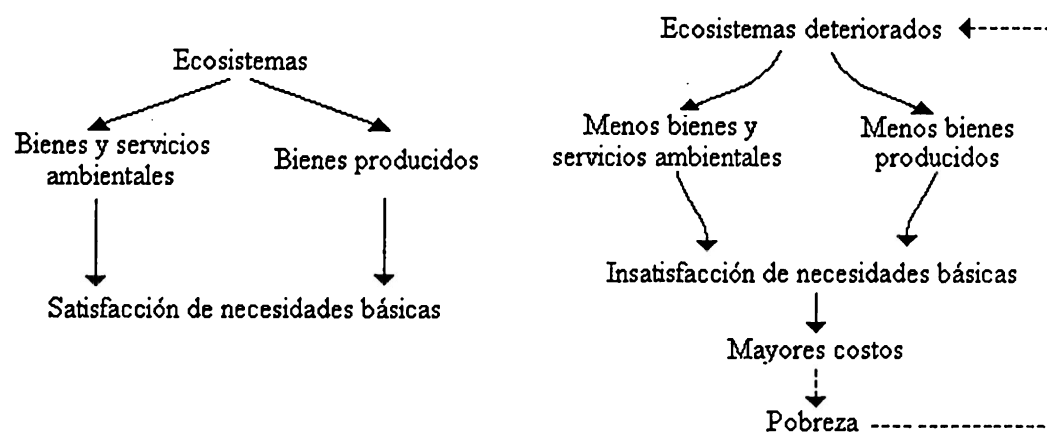 Ecosistemas
Bienes y servicios
ambientales
Bienes producidos
Satisfacción de necesidades básicas
Ecosistemas deteriorados
Menos bienes y
servicios ambientales
Menos bienes
producidos
Insatisfacción de necesidades básicas
Mayores costos
Pobreza